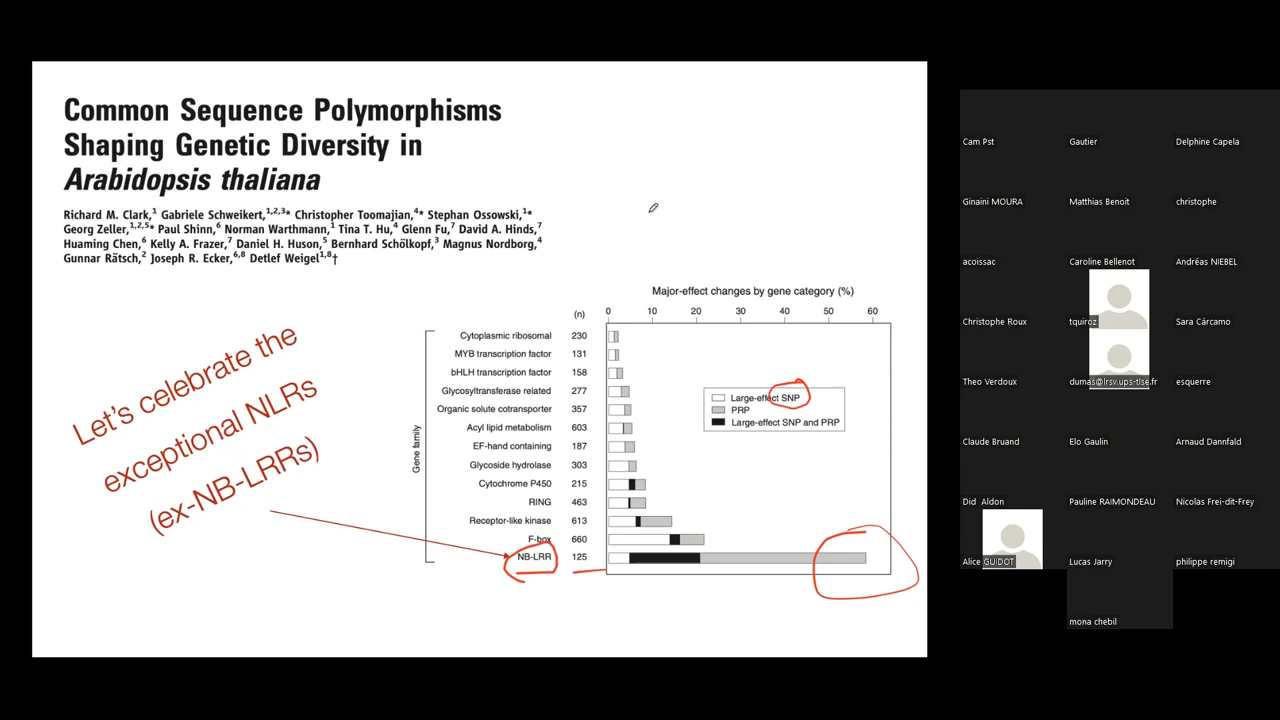 Common Sequence Polymorphisms
Shaping Genetic Diversity in
Arabidopsis thaliana
Richard M. Clark,1 Gabriele Schweikert,1,2,3* Christopher Toomajian,4* Stephan Ossowski,1*
Georg Zeller,1,2,5* Paul Shinn,6 Norman Warthmann,1 Tina T. Hu,4 Glenn Fu,7 David A. Hinds,7
Huaming Chen,6 Kelly A. Frazer,7 Daniel H. Huson,5 Bernhard Schölkopf,3 Magnus Nordborg,4
Gunnar Rätsch,2 Joseph R. Ecker,6,8 Detlef Weigel1,8†
Let's celebrate the
exceptional NLRs
(ex-NB-LRRs)
Major-effect changes by gene category (%)
(n) 0 10 20 30 40 50 60
Gene family
Cytoplasmic ribosomal 230
MYB transcription factor 131
bHLH transcription factor 158
Glycosyltransferase related 277
Organic solute cotransporter 357
Acyl lipid metabolism 603
EF-hand containing 187
Glycoside hydrolase 303
Cytochrome P450 215
RING 463
Receptor-like kinase 613
F-box 660
NB-LRR 125
Large-effect SNP
PRP
Large-effect SNP and PRP
Cam Pst Gautier Delphine Capela
Ginaini MOURA Matthias Benoit christophe
acoissac Caroline Bellenot Andréas NIEBEL
Christophe Roux tquiroz Sara Cárcamo
Theo Verdoux dumas@lrsv.ups-tlse.fr esquerre
Claude Bruand Elo Gaulin Arnaud Dannfald
Did Aldon Pauline RAIMONDEAU Nicolas Frei-dit-Frey
Alice GUIDOT Lucas Jarry philippe remigi
mona chebil